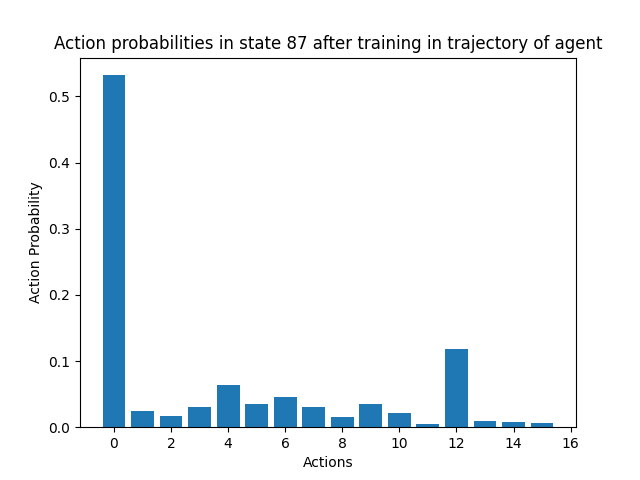 Action probabilities in state 87 after training in trajectory of agent
0.5
0.4
0.3
0.2
0.1
0.0
Action Probability
0 2 4 6 8 10 12 14 16
Actions